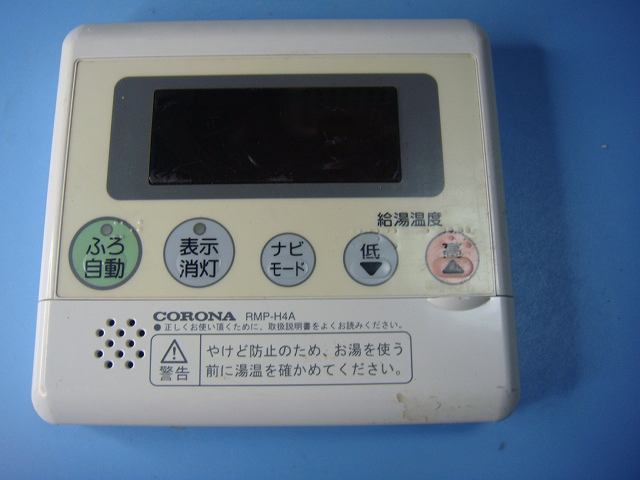 給湯温度
ふろ
自動
表示
消灯
ナビ
モード
低
高
CORONA RMP-H4A
●正しくお使い頂くために、取扱説明書をよくお読みください。
警告
やけど防止のため、お湯を使う
前に湯温を確かめてください。